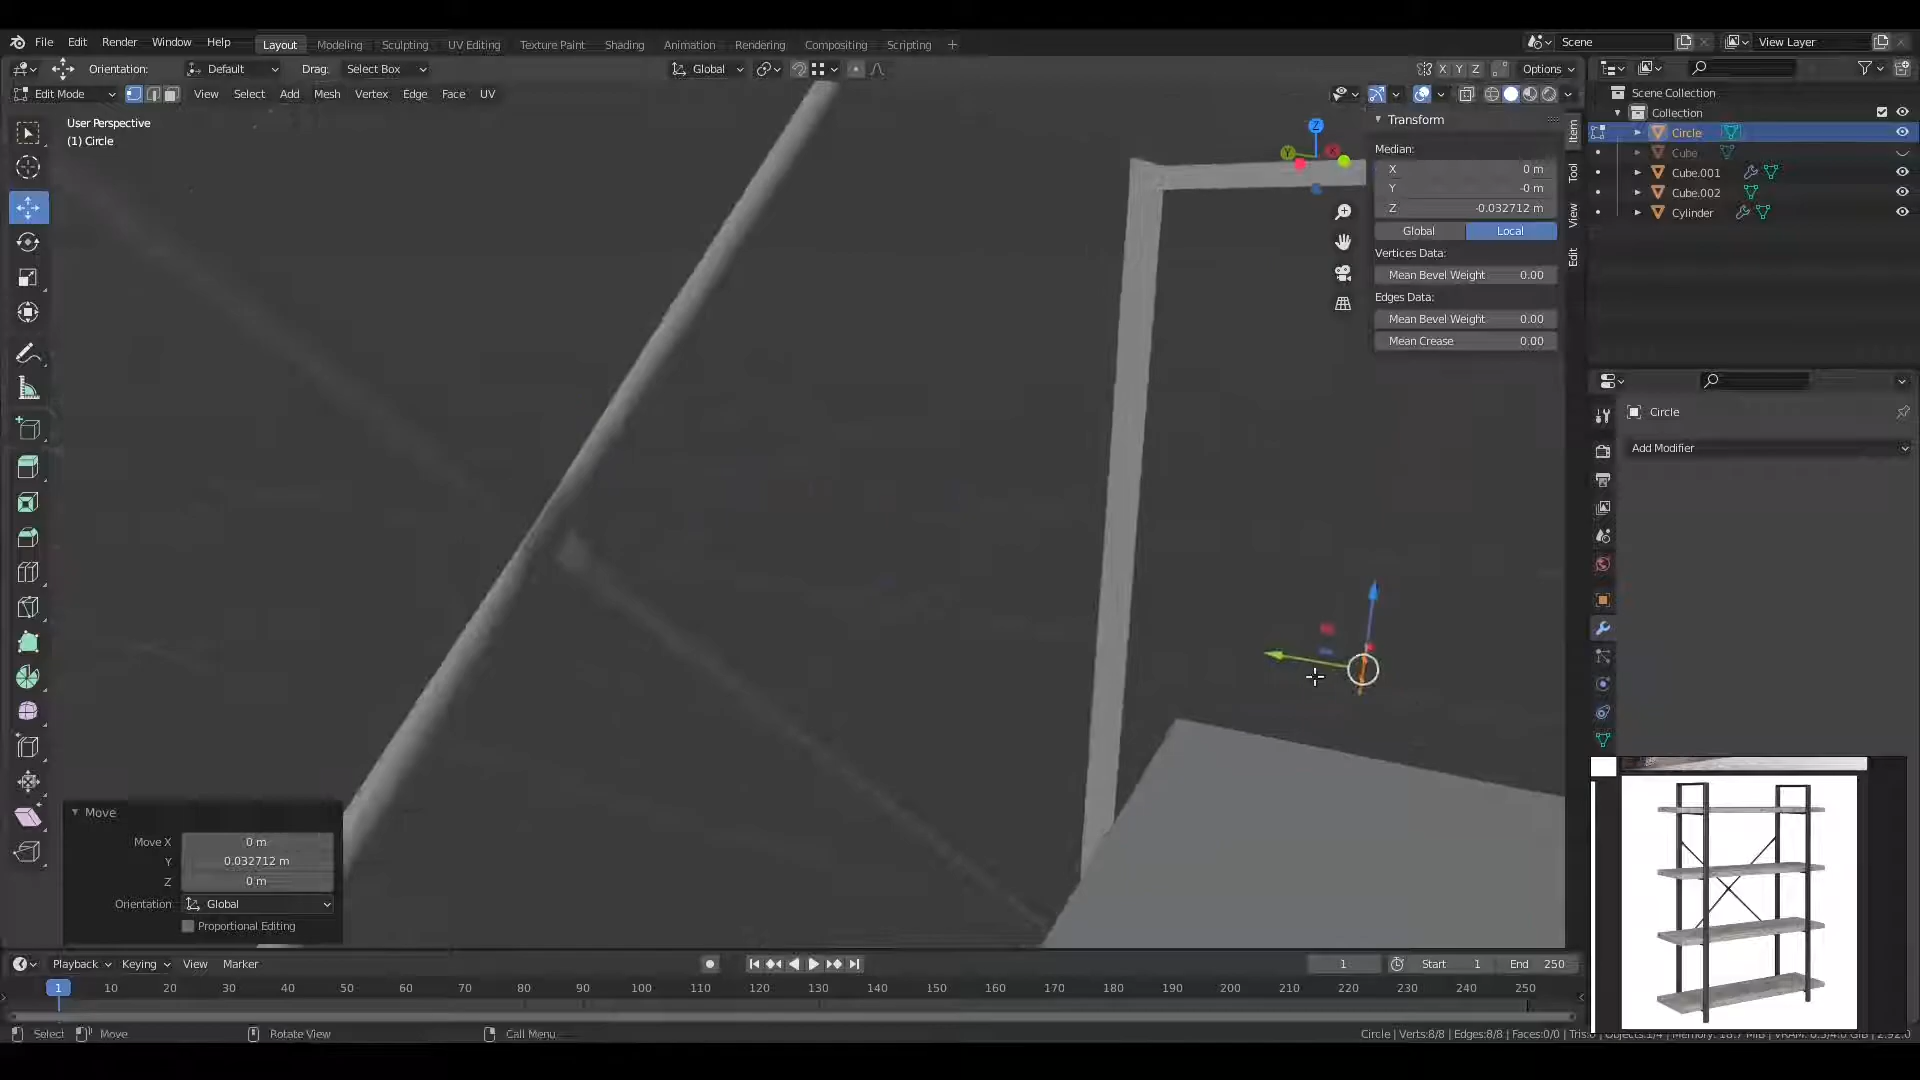 File Edit Render Window Help Layout Modeling Sculpting UV Editing Texture Paint Shading Animation Rendering Compositing Scripting + Scene View Layer
Orientation: Default Drag: Select Box Global X Y Z Options
Edit Mode View Select Add Mesh Vertex Edge Face UV
Scene Collection
Collection
Circle
Cube
Cube.001
Cube.002
Cylinder
User Perspective
(1) Circle
Z
Y
X
Transform
Median:
X 0 m
Y -0 m
Z -0.032712 m
Global Local
Vertices Data:
Mean Bevel Weight 0.00
Edges Data:
Mean Bevel Weight 0.00
Mean Crease 0.00
Item
Tool
View
Edit
Circle
Add Modifier
Move
Move X 0 m
Y 0.032712 m
Z 0 m
Orientation Global
Proportional Editing
Playback Keying View Marker 1 Start 1 End 250
1 10 20 30 40 50 60 70 80 90 100 110 120 130 140 150 160 170 180 190 200 210 220 230 240 250
Select Move Rotate View Call Menu Circle | Verts:8/8 | Edges:8/8 | Faces:0/0